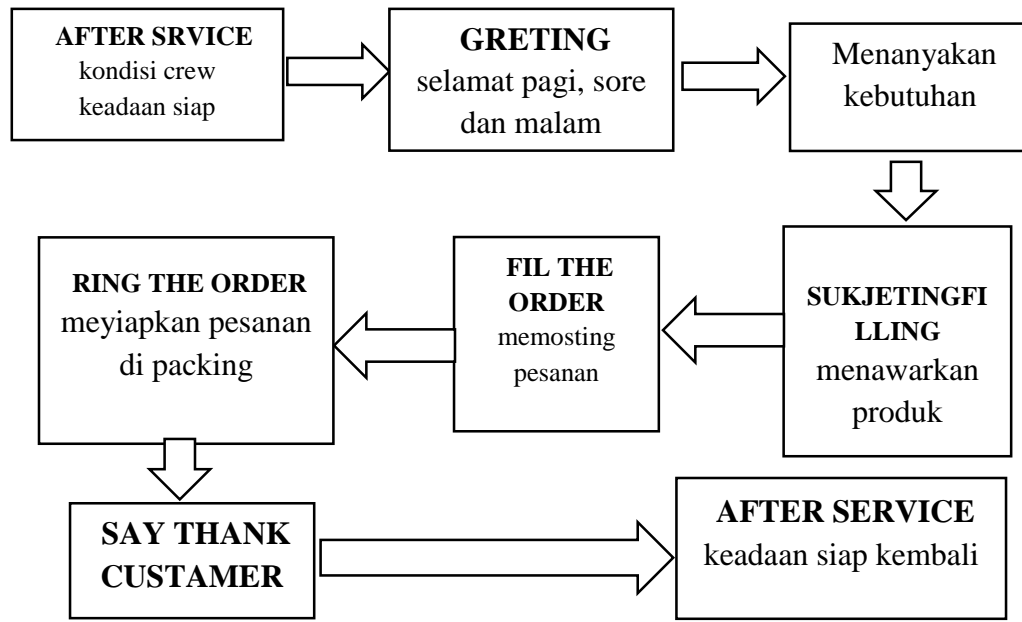 AFTER SRVICE
kondisi crew
keadaan siap
GRETING
selamat pagi, sore
dan malam
Menanyakan
kebutuhan
SUKJETINGFI
LLING
menawarkan
produk
FIL THE
ORDER
memosting
pesanan
RING THE ORDER
meyiapkan pesanan
di packing
SAY THANK
CUSTAMER
AFTER SERVICE
keadaan siap kembali